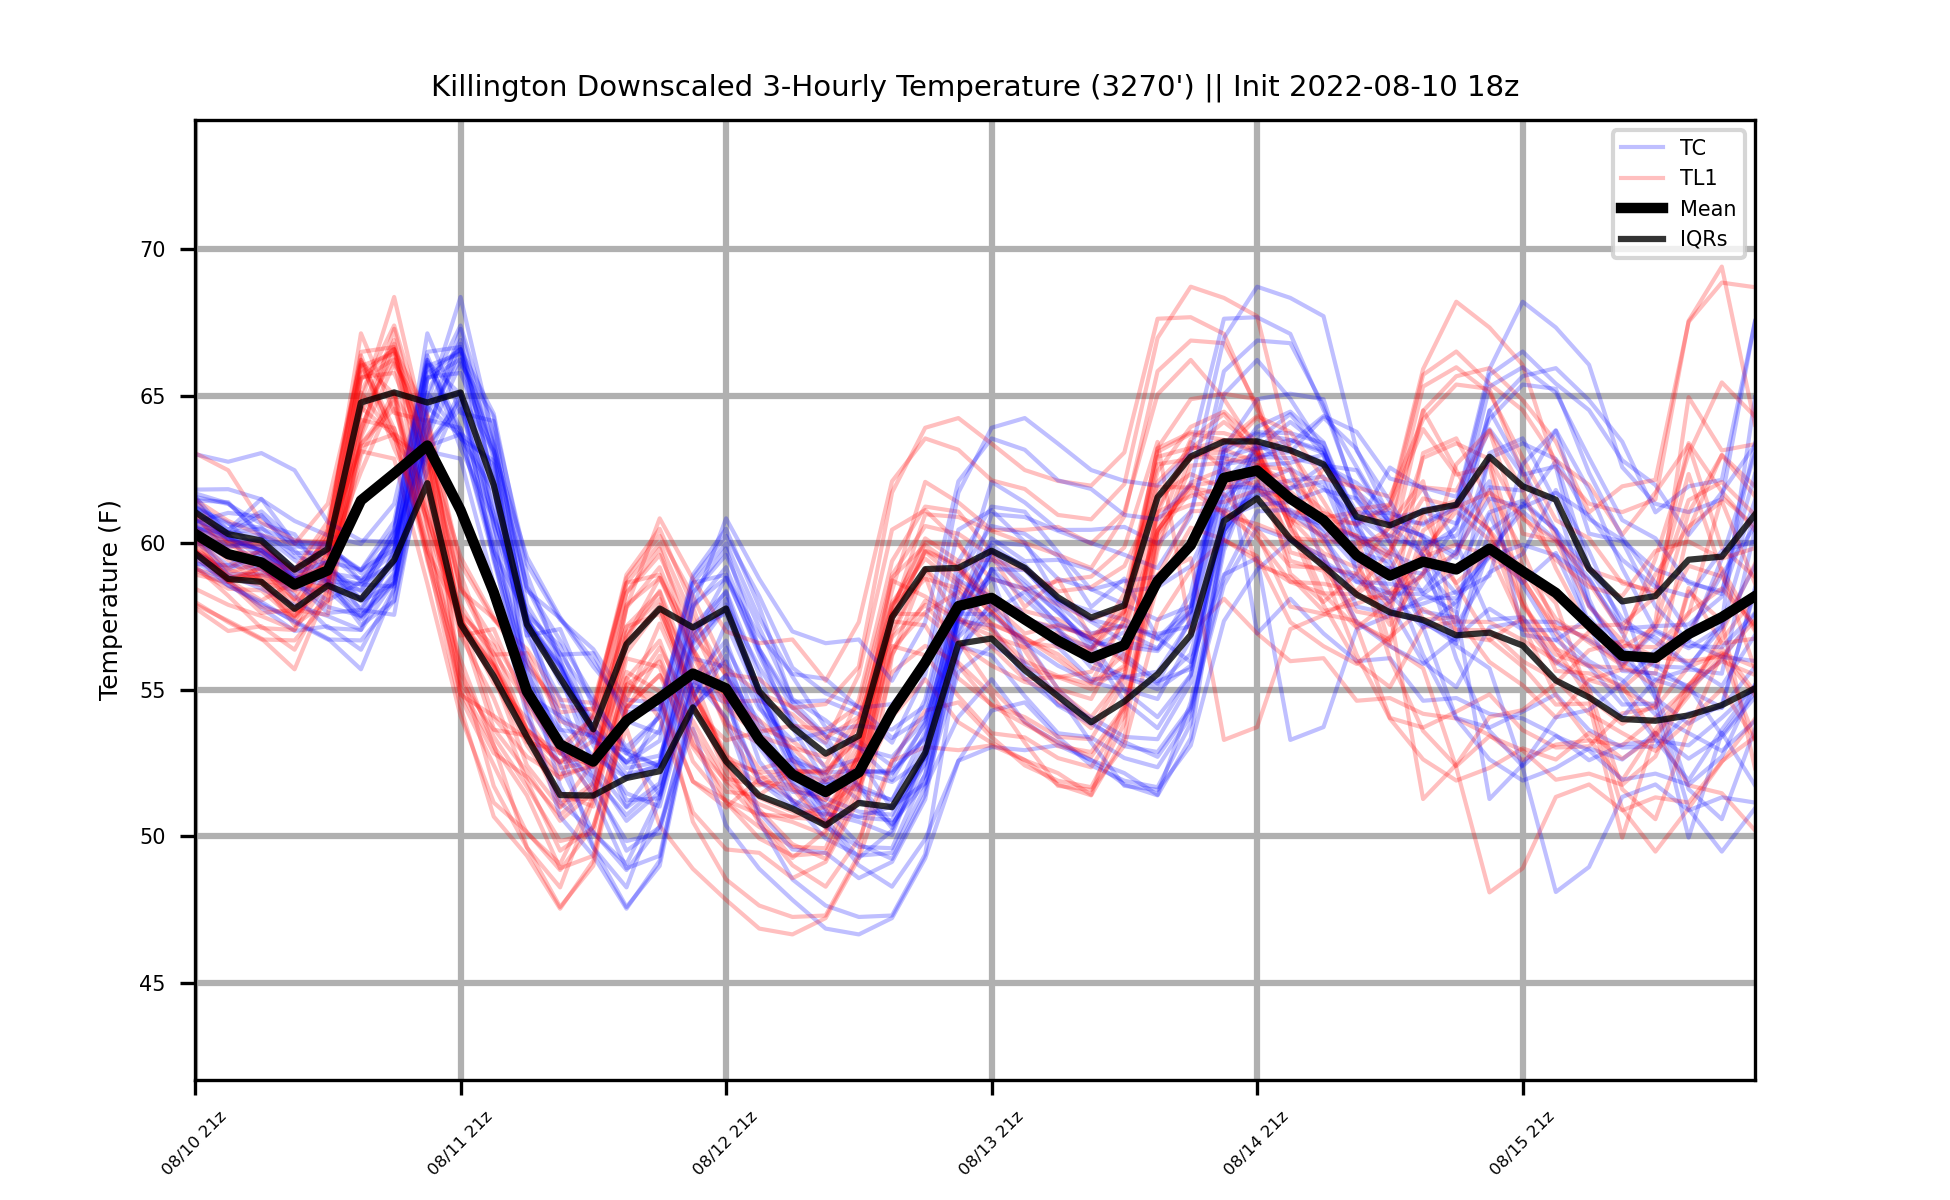 Killington Downscaled 3-Hourly Temperature (3270') || Init 2022-08-10 18z
TC
TL1
Mean
IQRs
Temperature (F)
70
65
60
55
50
45
08/10 21z
08/11 21z
08/12 21z
08/13 21z
08/14 21z
08/15 21z